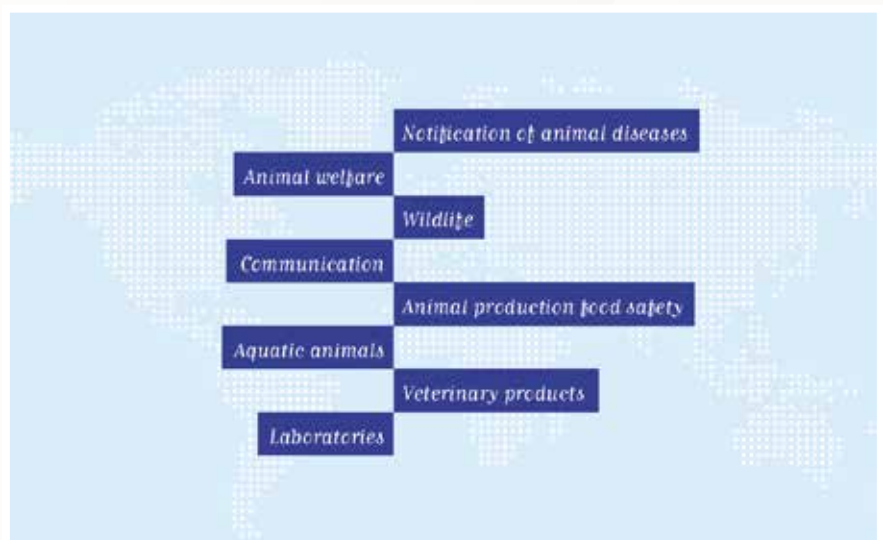 Notification of animal diseases
Animal welfare
Wildlife
Communication
Animal production food safety
Aquatic animals
Veterinary products
Laboratories